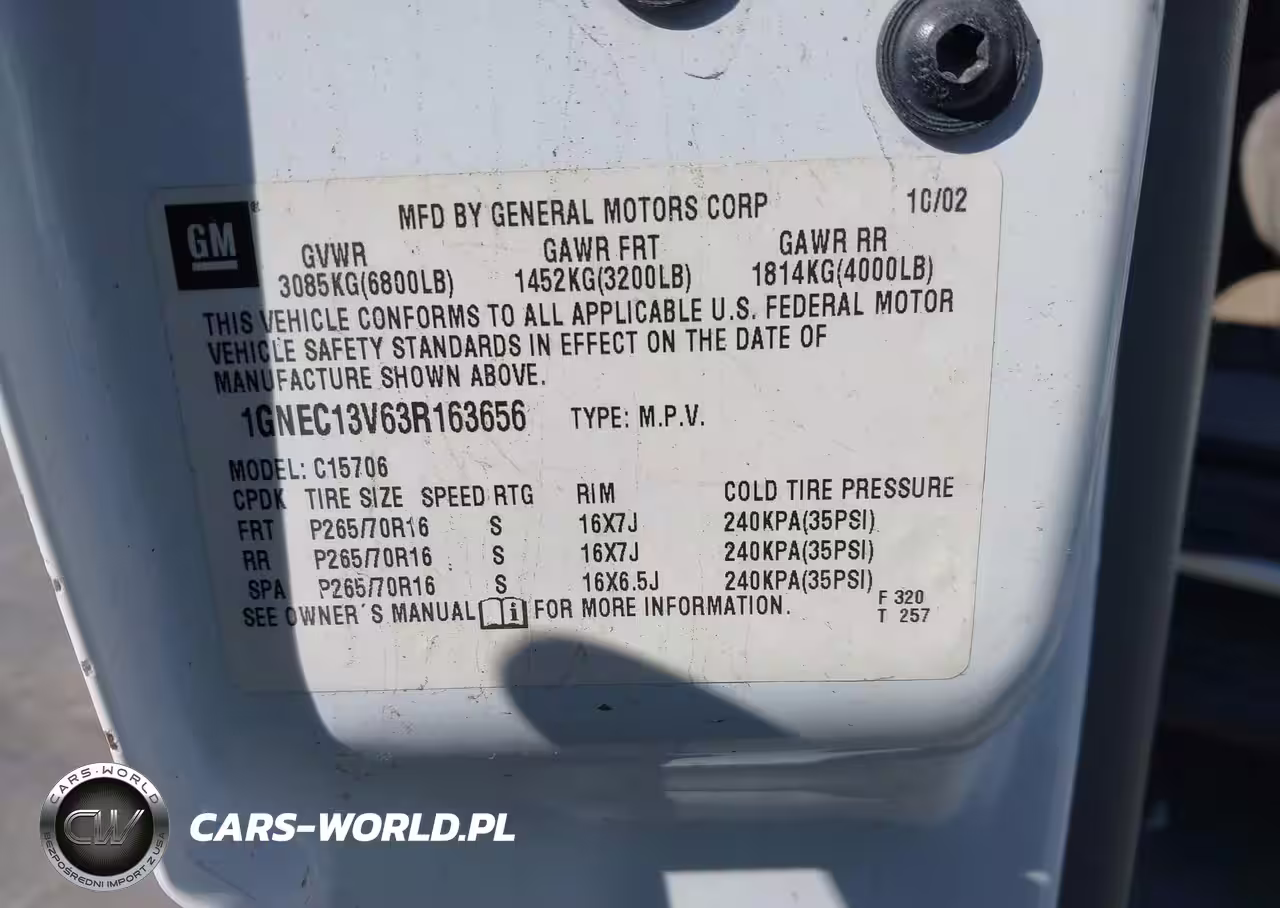 GM
MFD BY GENERAL MOTORS CORP 10/02
GVWR GAWR FRT GAWR RR
3085KG(6800LB) 1452KG(3200LB) 1814KG(4000LB)
THIS VEHICLE CONFORMS TO ALL APPLICABLE U.S. FEDERAL MOTOR
VEHICLE SAFETY STANDARDS IN EFFECT ON THE DATE OF
MANUFACTURE SHOWN ABOVE.
1GNEC13V63R163656 TYPE: M.P.V.
MODEL: C15706
CPDK TIRE SIZE SPEED RTG RIM COLD TIRE PRESSURE
FRT P265/70R16 S 16X7J 240KPA(35PSI)
RR P265/70R16 S 16X7J 240KPA(35PSI)
SPA P265/70R16 S 16X6.5J 240KPA(35PSI)
SEE OWNER´S MANUAL FOR MORE INFORMATION.
F 320
T 257
CARS-WORLD
CW
BEZPOŚREDNI IMPORT Z USA
CARS-WORLD.PL